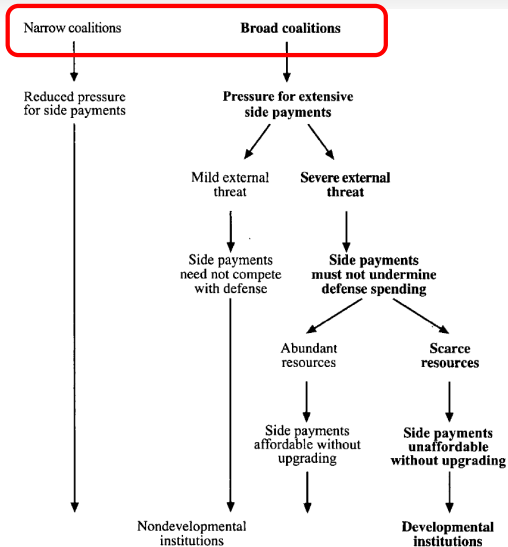 Narrow coalitions
Broad coalitions
Reduced pressure
for side payments
Pressure for extensive
side payments
Mild external
threat
Severe external
threat
Side payments
need not compete
with defense
Side payments
must not undermine
defense spending
Abundant
resources
Scarce
resources
Side payments
affordable without
upgrading
Side payments
unaffordable
without upgrading
Nondevelopmental
institutions
Developmental
institutions